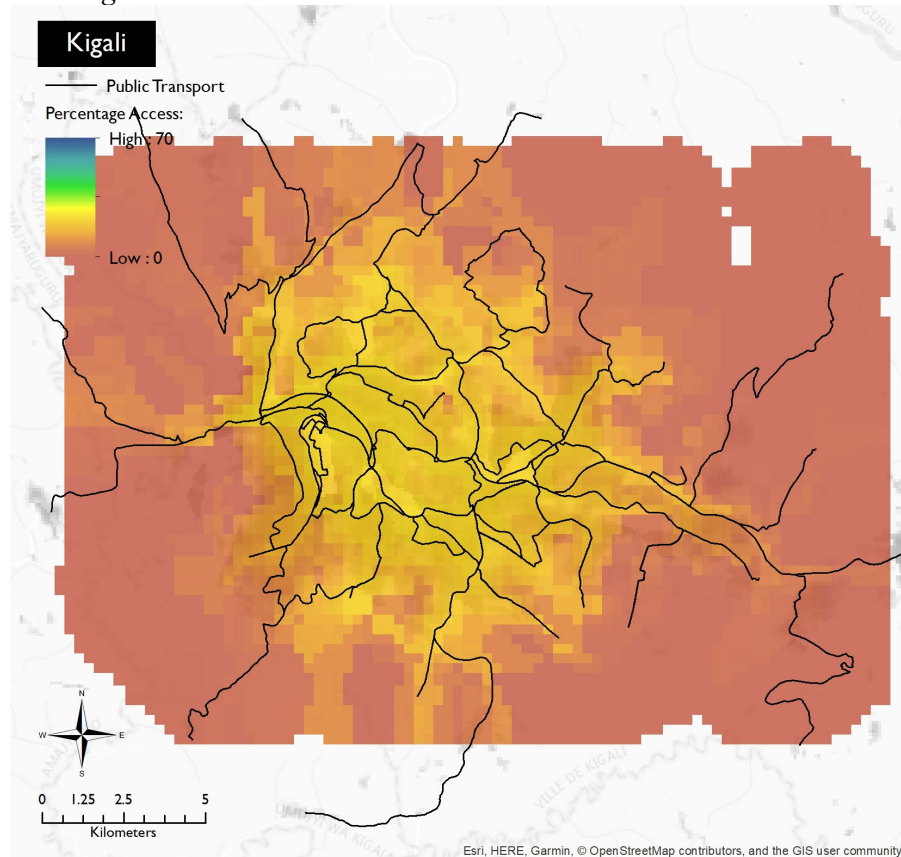 Kigali
Public Transport
Percentage Access:
High : 70
Low : 0
N
W E
S
0 1.25 2.5 5
Kilometers
VILLE DE KIGALI
Esri, HERE, Garmin, © OpenStreetMap contributors, and the GIS user community